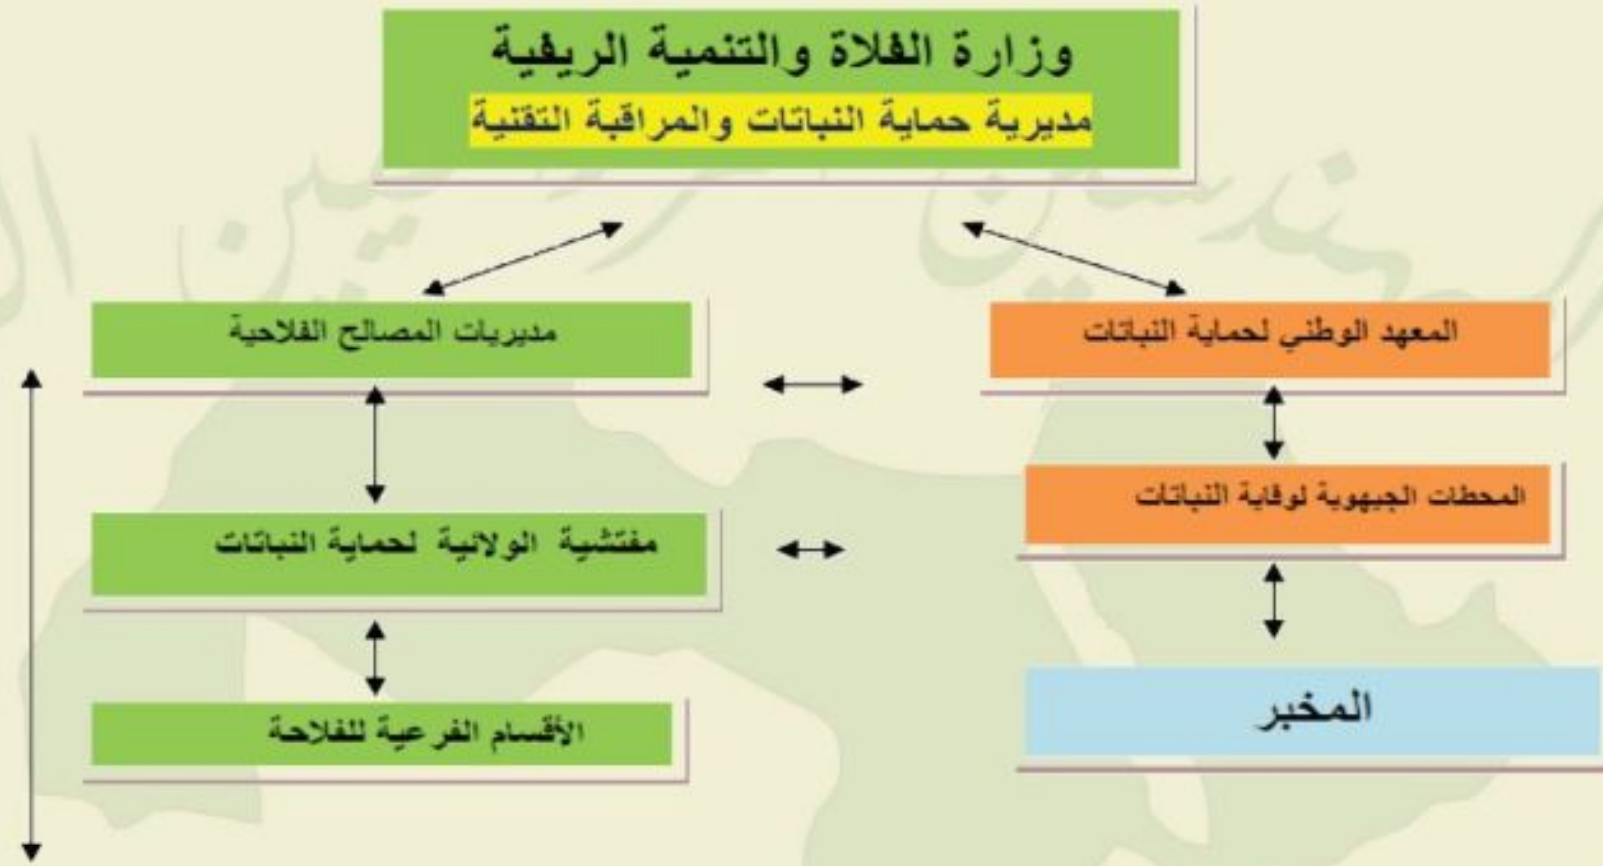 وزارة الفلاة والتنمية الريفية
مديرية حماية النباتات والمراقبة التقنية
المعهد الوطني لحماية النباتات
مديريات المصالح الفلاحية
المحطات الجيهوية لوقاية النباتات
مفتشية الولائية لحماية النباتات
المخبر
الأقسام الفرعية للفلاحة